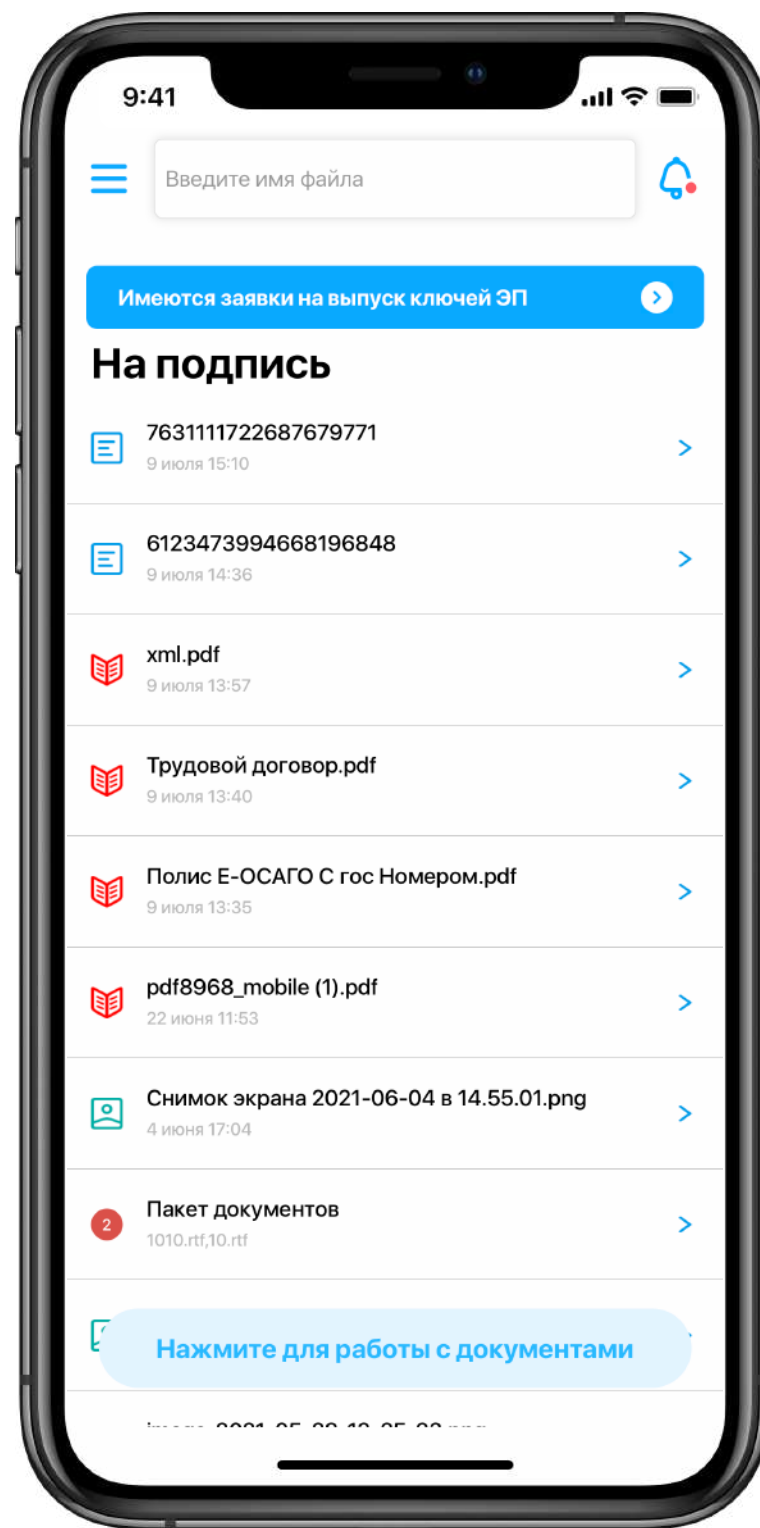 9:41
Введите имя файла
Имеются заявки на выпуск ключей ЭП
На подпись
7631111722687679771
9 июля 15:10
6123473994668196848
9 июля 14:36
xml.pdf
9 июля 13:57
Трудовой договор.pdf
9 июля 13:40
Полис Е-ОСАГО С гос Номером.pdf
9 июля 13:35
pdf8968_mobile (1).pdf
22 июня 11:53
Снимок экрана 2021-06-04 в 14.55.01.png
4 июня 17:04
2
Пакет документов
1010.rtf,10.rtf
Нажмите для работы с документами